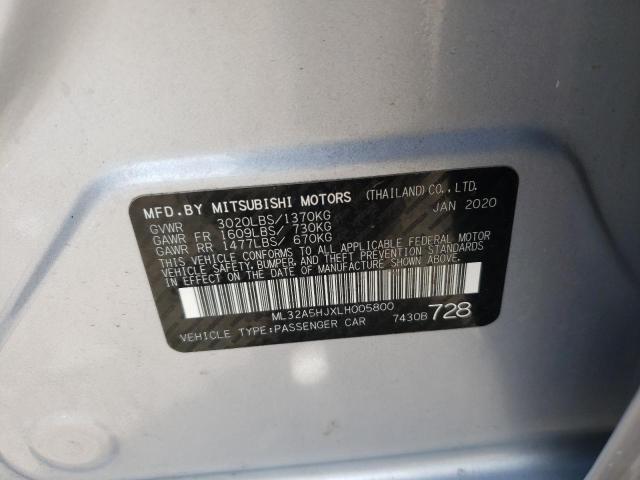 MFD.BY MITSUBISHI MOTORS (THAILAND)CO.,LTD.
GVWR 3020LBS/1370KG JAN 2020
GAWR FR 1609LBS/ 730KG
GAWR RR 1477LBS/ 670KG
THIS VEHICLE CONFORMS TO ALL APPLICABLE FEDERAL MOTOR
VEHICLE SAFETY,BUMPER,AND THEFT PREVENTION STANDARDS
IN EFFECT ON THE DATE OF MANUFACTURE SHOWN ABOVE.
ML32A5HJXLH005800
VEHICLE TYPE:PASSENGER CAR 7430B 728